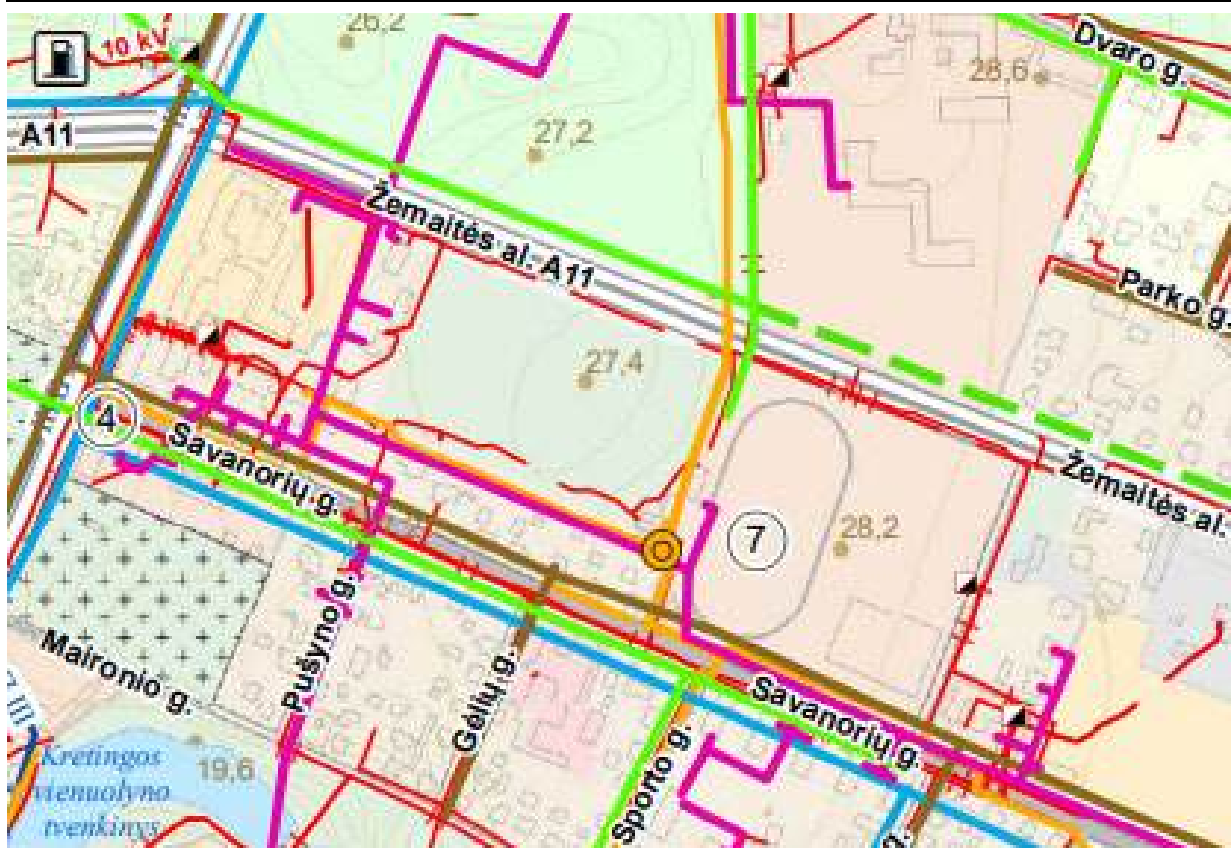 26,2
10 kV
Dvaro g.
28,6
A11
27,2
Žemaitės al. A11
Parko g.
27,4
4
Savanorių g.
Žemaitės al.
7
28,2
Pušyno g.
Maironio g.
Gėlių g.
Savanorių g.
Sporto g.
19,6
Kretingos
vienuolyno
tvenkinys